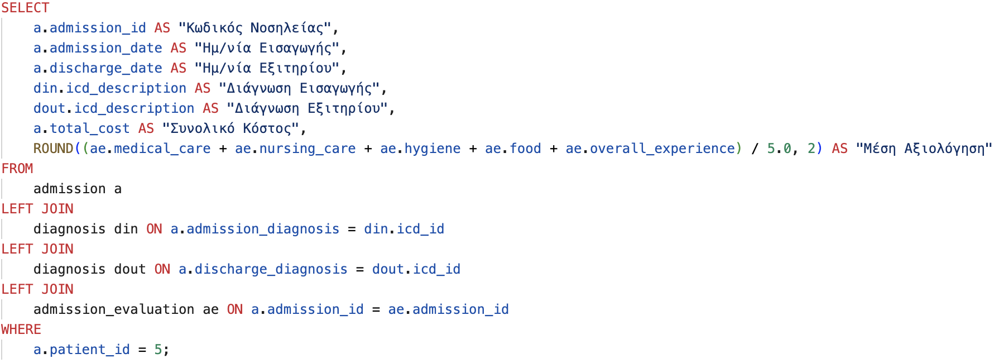 SELECT
    a.admission_id AS "Κωδικός Νοσηλείας",
    a.admission_date AS "Ημ/νία Εισαγωγής",
    a.discharge_date AS "Ημ/νία Εξιτηρίου",
    din.icd_description AS "Διάγνωση Εισαγωγής",
    dout.icd_description AS "Διάγνωση Εξιτηρίου",
    a.total_cost AS "Συνολικό Κόστος",
    ROUND((ae.medical_care + ae.nursing_care + ae.hygiene + ae.food + ae.overall_experience) / 5.0, 2) AS "Μέση Αξιολόγηση"
FROM
    admission a
LEFT JOIN
    diagnosis din ON a.admission_diagnosis = din.icd_id
LEFT JOIN
    diagnosis dout ON a.discharge_diagnosis = dout.icd_id
LEFT JOIN
    admission_evaluation ae ON a.admission_id = ae.admission_id
WHERE
    a.patient_id = 5;